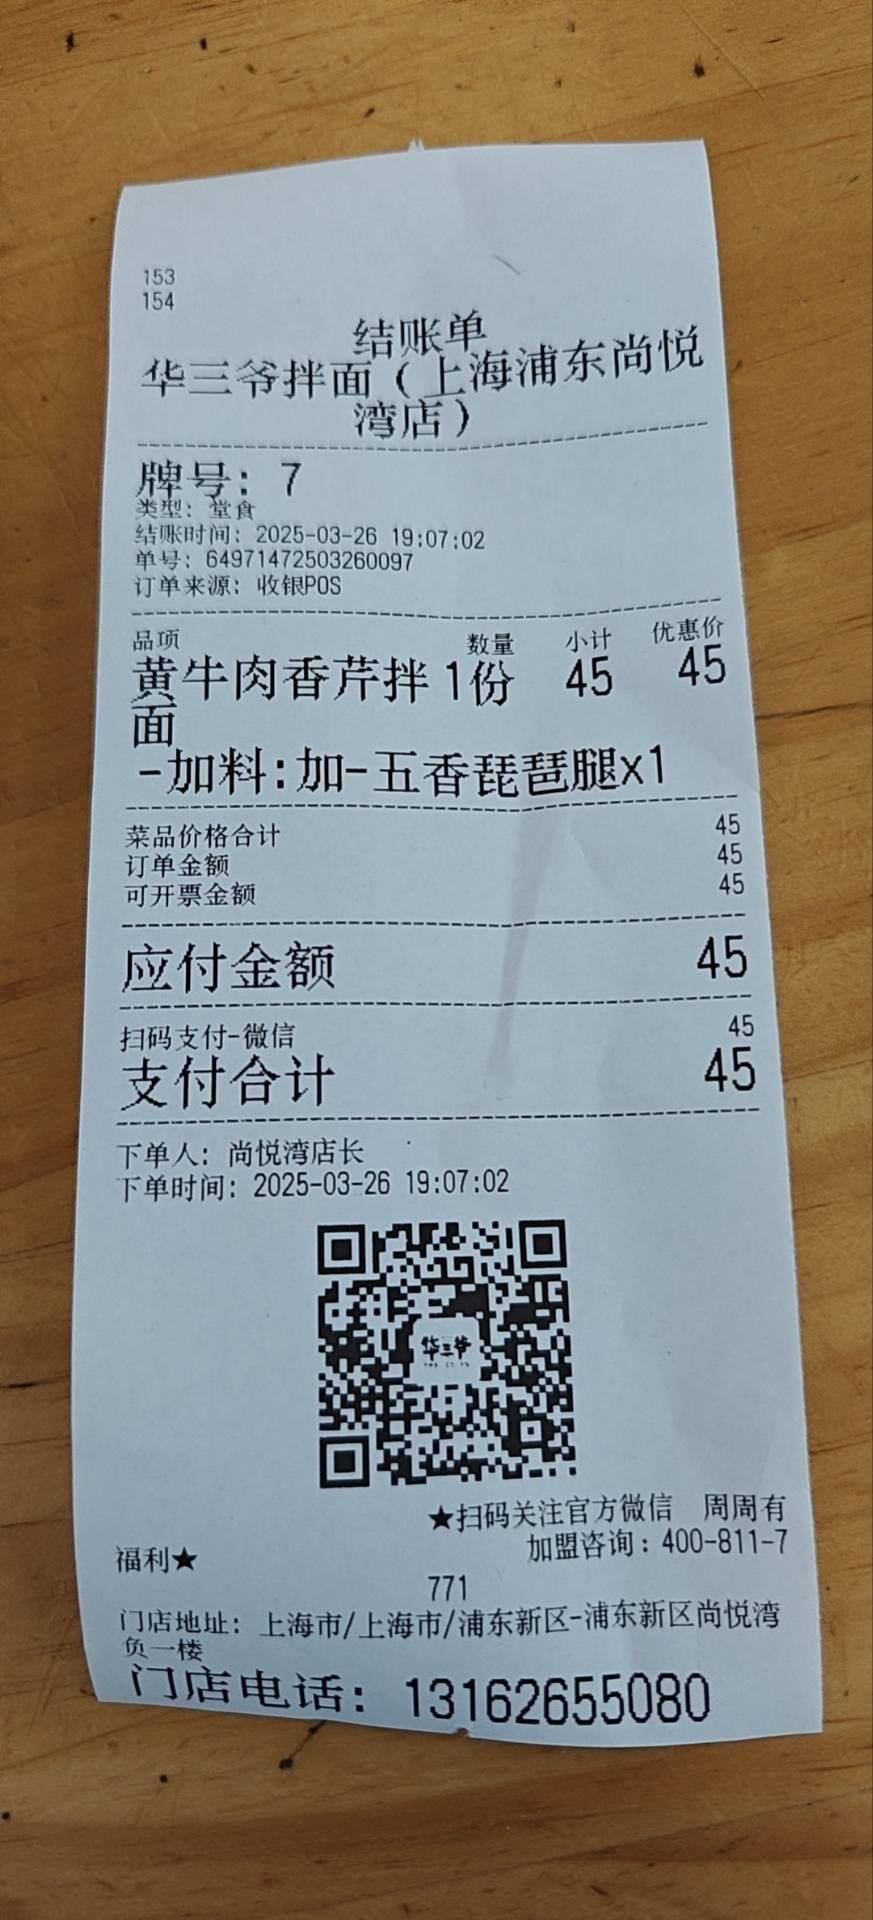 153
154
结账单
华三爷拌面（上海浦东尚悦
湾店）
牌号：7
类型：堂食
结账时间：2025-03-26 19:07:02
单号：64971472503260097
订单来源：收银POS
品项 数量 小计 优惠价
黄牛肉香芹拌 1份 45 45
面
-加料:加-五香琵琶腿x1
菜品价格合计 45
订单金额 45
可开票金额 45
应付金额 45
扫码支付-微信 45
支付合计 45
下单人：尚悦湾店长
下单时间：2025-03-26 19:07:02
华三爷
★扫码关注官方微信 周周有
福利★ 加盟咨询：400-811-7
771
门店地址：上海市/上海市/浦东新区-浦东新区尚悦湾
负一楼
门店电话：13162655080